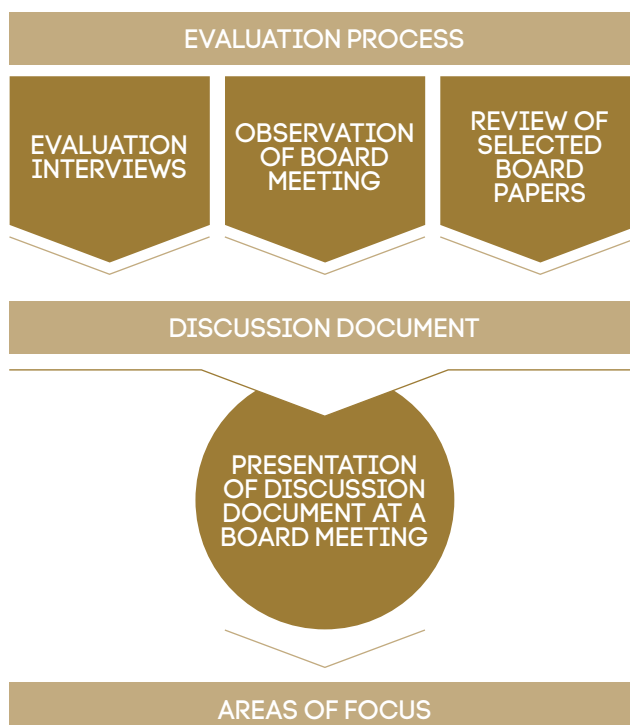 EVALUATION PROCESS
EVALUATION
INTERVIEWS
OBSERVATION
OF BOARD
MEETING
REVIEW OF
SELECTED
BOARD
PAPERS
DISCUSSION DOCUMENT
PRESENTATION
OF DISCUSSION
DOCUMENT AT A
BOARD MEETING
AREAS OF FOCUS